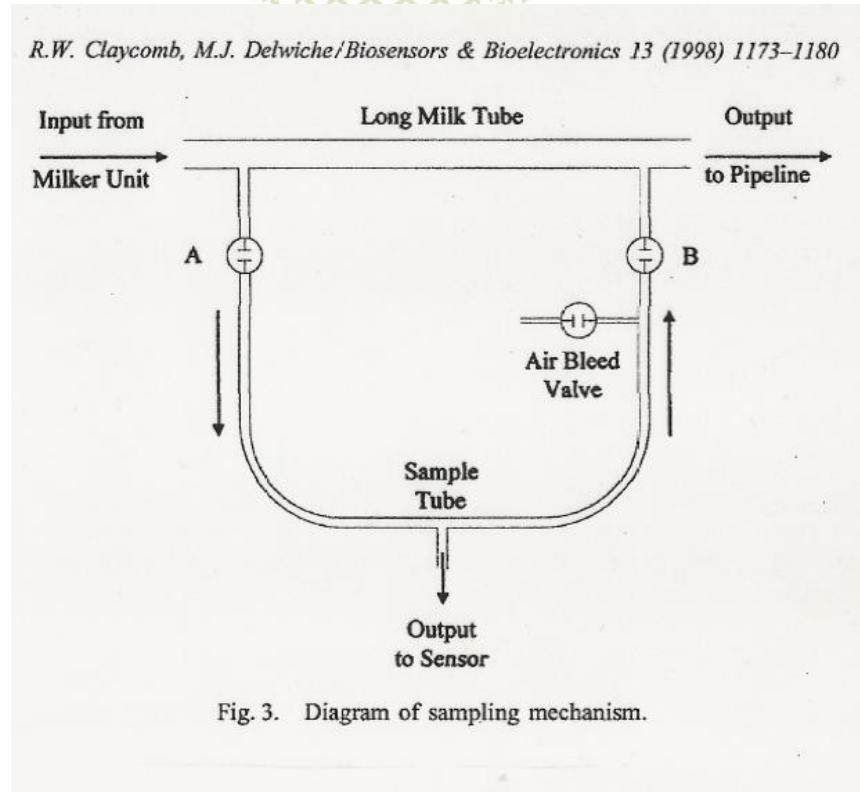 R.W. Claycomb, M.J. Delwiche/Biosensors & Bioelectronics 13 (1998) 1173–1180
Input from
Milker Unit
Long Milk Tube
Output
to Pipeline
A
B
Air Bleed
Valve
Sample
Tube
Output
to Sensor
Fig. 3. Diagram of sampling mechanism.